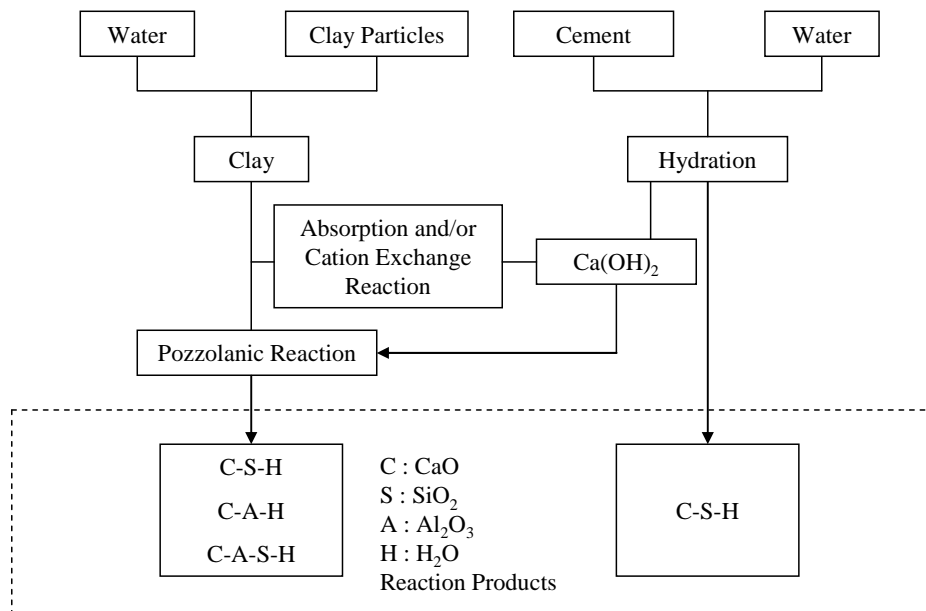 Water
Clay Particles
Cement
Water
Clay
Hydration
Absorption and/or
Cation Exchange
Reaction
Ca(OH)₂
Pozzolanic Reaction
C-S-H
C-A-H
C-A-S-H
C : CaO
S : SiO₂
A : Al₂O₃
H : H₂O
Reaction Products
C-S-H